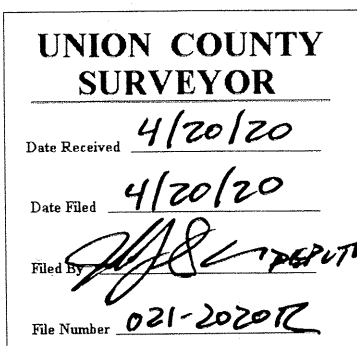 UNION COUNTY
SURVEYOR
Date Received 4/20/20
Date Filed 4/20/20
Filed By DEPUTY
File Number 021-2020R